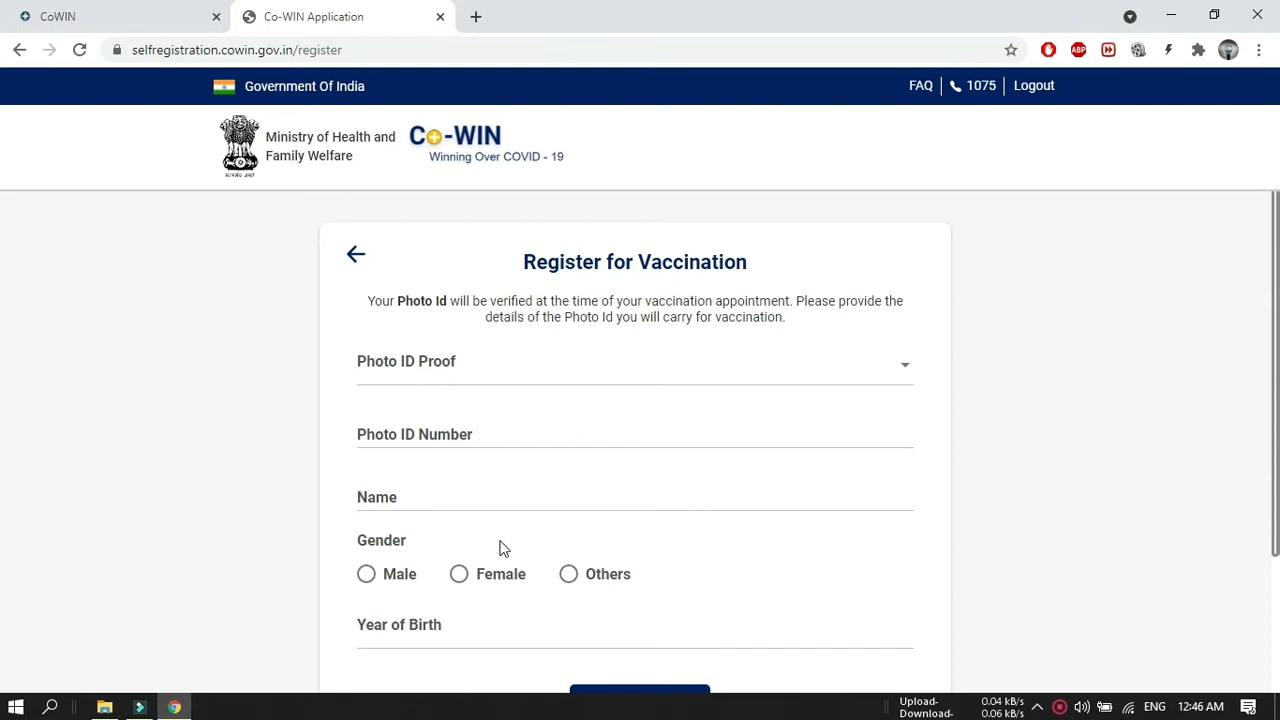 CoWIN
Co-WIN Application
selfregistration.cowin.gov.in/register
ABP
Government Of India
FAQ
1075
Logout
Ministry of Health and
Family Welfare
Co-WIN
Winning Over COVID - 19
Register for Vaccination
Your Photo Id will be verified at the time of your vaccination appointment. Please provide the
details of the Photo Id you will carry for vaccination.
Photo ID Proof
Photo ID Number
Name
Gender
Male
Female
Others
Year of Birth
Upload- 0.04 kB/s
Download- 0.06 kB/s
ENG
12:46 AM